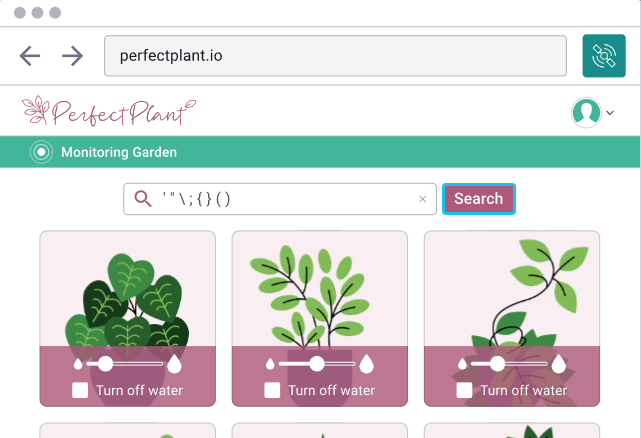 perfectplant.io
PerfectPlant
Monitoring Garden
'"\;{}()
×
Search
Turn off water
Turn off water
Turn off water